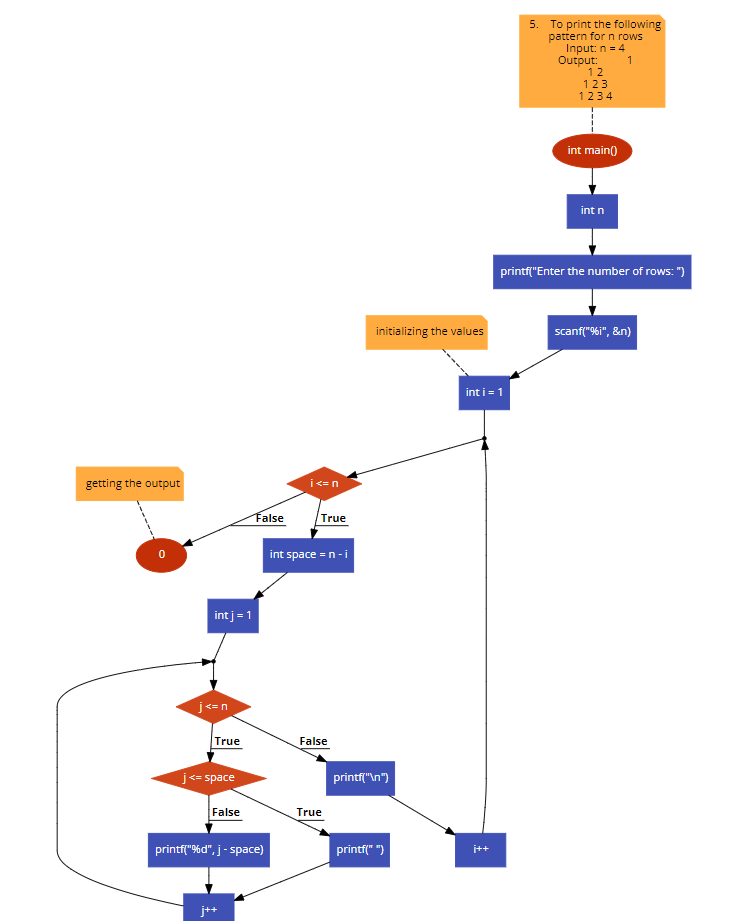 5. To print the following
pattern for n rows
Input: n = 4
Output: 1
1 2
1 2 3
1 2 3 4
int main()
int n
printf("Enter the number of rows: ")
initializing the values
scanf("%i", &n)
int i = 1
getting the output
i <= n
False
True
0
int space = n - i
int j = 1
j <= n
True
False
j <= space
printf("\n")
False
True
printf("%d", j - space)
printf(" ")
i++
j++